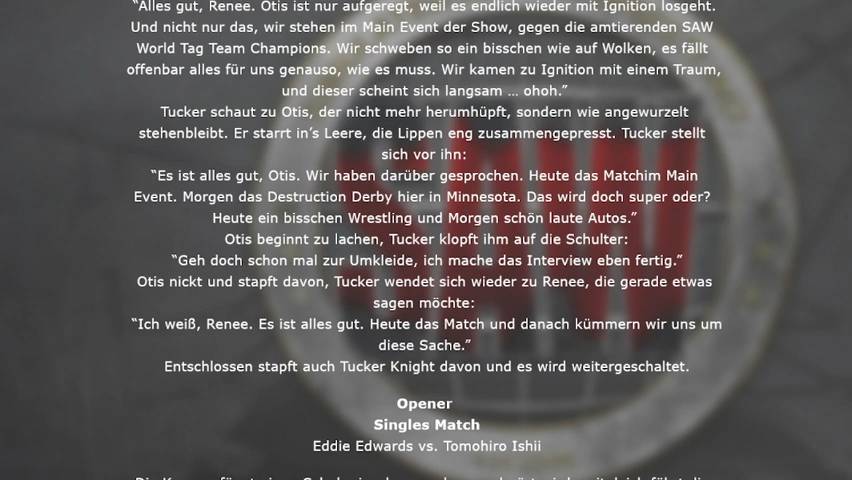 “Alles gut, Renee. Otis ist nur aufgeregt, weil es endlich wieder mit Ignition losgeht.
Und nicht nur das, wir stehen im Main Event der Show, gegen die amtierenden SAW
World Tag Team Champions. Wir schweben so ein bisschen wie auf Wolken, es fällt
offenbar alles für uns genauso, wie es muss. Wir kamen zu Ignition mit einem Traum,
und dieser scheint sich langsam … ohoh.”
Tucker schaut zu Otis, der nicht mehr herumhüpft, sondern wie angewurzelt
stehenbleibt. Er starrt in’s Leere, die Lippen eng zusammengepresst. Tucker stellt
sich vor ihn:
“Es ist alles gut, Otis. Wir haben darüber gesprochen. Heute das Matchim Main
Event. Morgen das Destruction Derby hier in Minnesota. Das wird doch super oder?
Heute ein bisschen Wrestling und Morgen schön laute Autos.”
Otis beginnt zu lachen, Tucker klopft ihm auf die Schulter:
“Geh doch schon mal zur Umkleide, ich mache das Interview eben fertig.”
Otis nickt und stapft davon, Tucker wendet sich wieder zu Renee, die gerade etwas
sagen möchte:
“Ich weiß, Renee. Es ist alles gut. Heute das Match und danach kümmern wir uns um
diese Sache.”
Entschlossen stapft auch Tucker Knight davon und es wird weitergeschaltet.
Opener
Singles Match
Eddie Edwards vs. Tomohiro Ishii
SAW